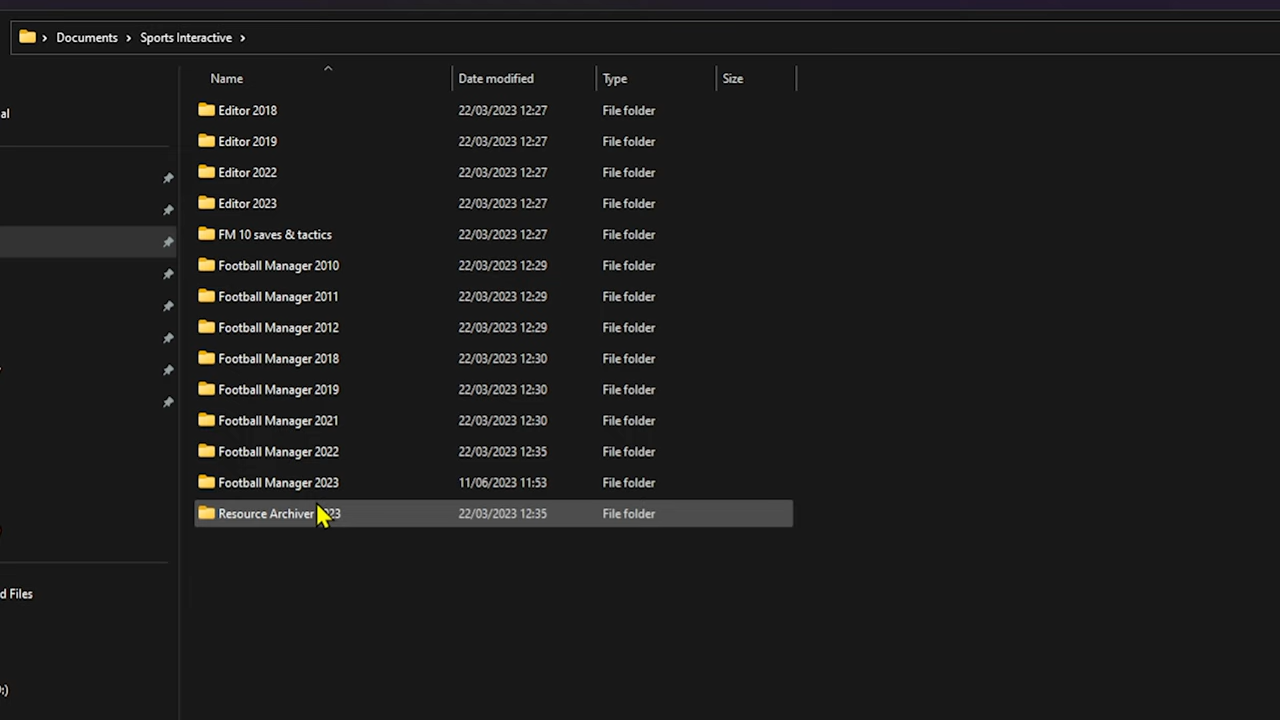 Documents > Sports Interactive >
Name Date modified Type Size
al
Editor 2018 22/03/2023 12:27 File folder
Editor 2019 22/03/2023 12:27 File folder
Editor 2022 22/03/2023 12:27 File folder
Editor 2023 22/03/2023 12:27 File folder
FM 10 saves & tactics 22/03/2023 12:27 File folder
Football Manager 2010 22/03/2023 12:29 File folder
Football Manager 2011 22/03/2023 12:29 File folder
Football Manager 2012 22/03/2023 12:29 File folder
Football Manager 2018 22/03/2023 12:30 File folder
Football Manager 2019 22/03/2023 12:30 File folder
Football Manager 2021 22/03/2023 12:30 File folder
Football Manager 2022 22/03/2023 12:35 File folder
Football Manager 2023 11/06/2023 11:53 File folder
Resource Archiver 23 22/03/2023 12:35 File folder
d Files
:)